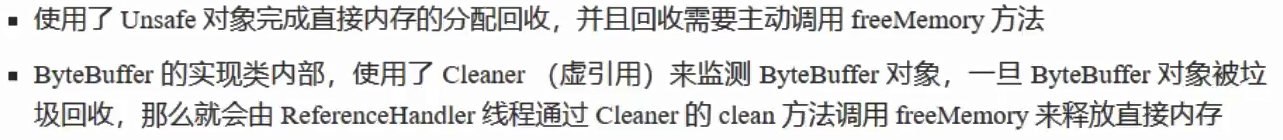 ▪ 使用了 Unsafe 对象完成直接内存的分配回收，并且回收需要主动调用 freeMemory 方法
▪ ByteBuffer 的实现类内部，使用了 Cleaner （虚引用）来监测 ByteBuffer 对象，一旦 ByteBuffer 对象被垃
圾回收，那么就会由 ReferenceHandler 线程通过 Cleaner 的 clean 方法调用 freeMemory 来释放直接内存